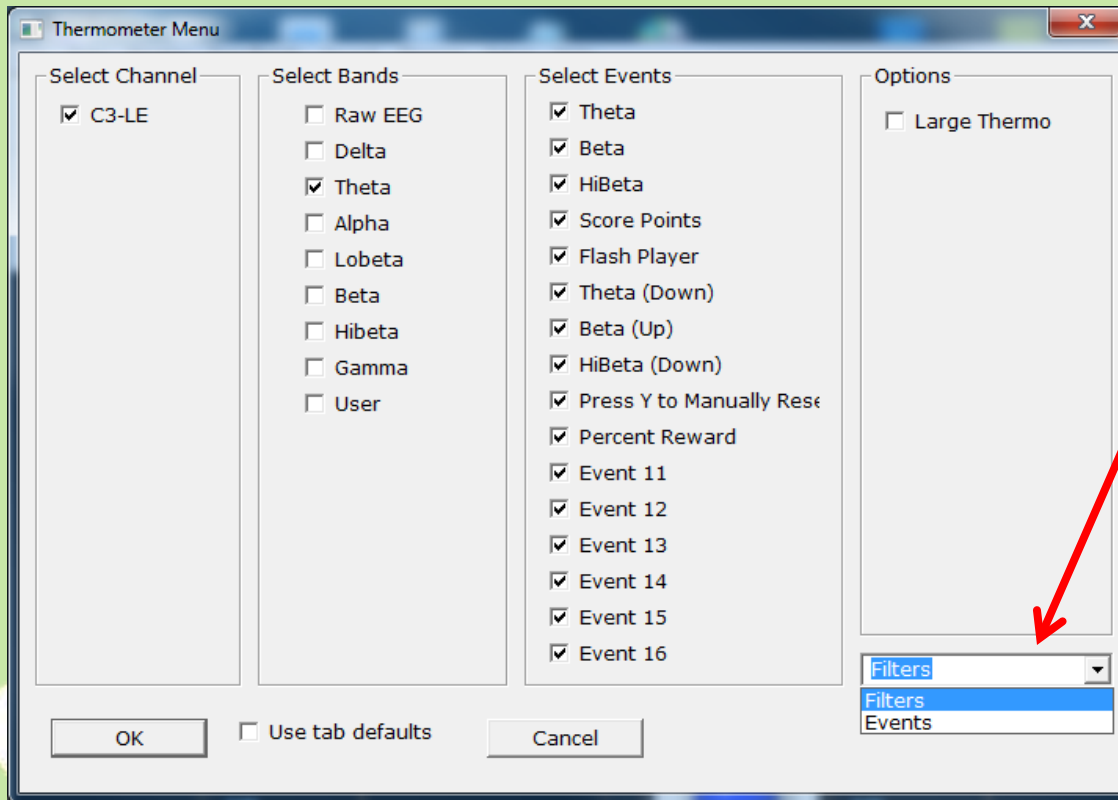 Thermometer Menu
Select Channel
C3-LE
Select Bands
Raw EEG
Delta
Theta
Alpha
Lobeta
Beta
Hibeta
Gamma
User
Select Events
Theta
Beta
HiBeta
Score Points
Flash Player
Theta (Down)
Beta (Up)
HiBeta (Down)
Press Y to Manually Rese
Percent Reward
Event 11
Event 12
Event 13
Event 14
Event 15
Event 16
Options
Large Thermo
Filters
Filters
Events
OK
Use tab defaults
Cancel